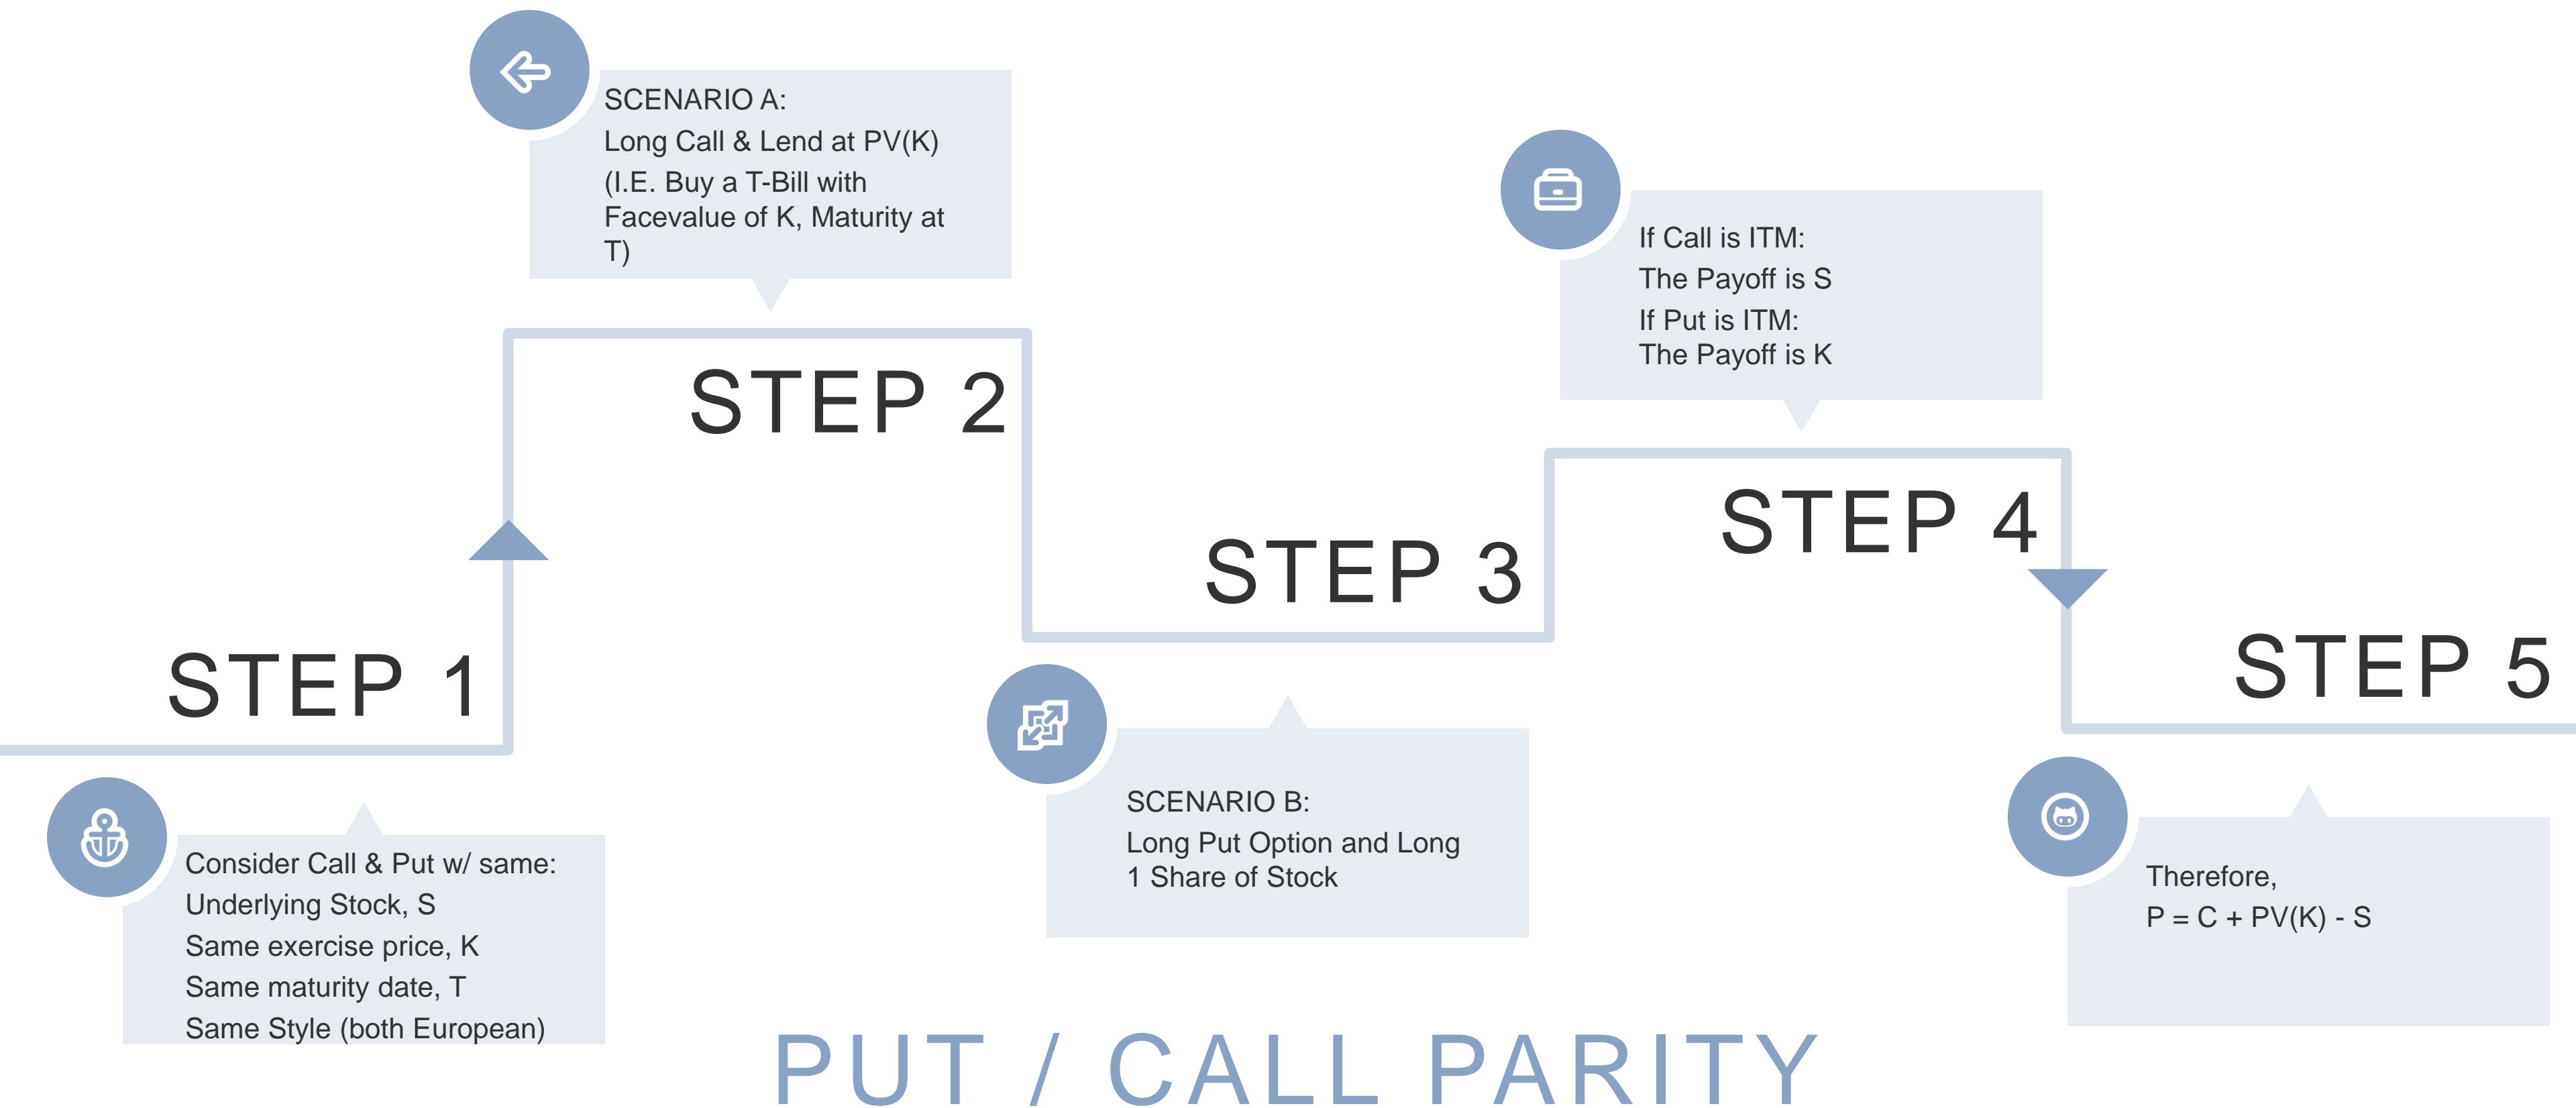 STEP 1
Consider Call & Put w/ same:
Underlying Stock, S
Same exercise price, K
Same maturity date, T
Same Style (both European)
SCENARIO A:
Long Call & Lend at PV(K)
(I.E. Buy a T-Bill with
Facevalue of K, Maturity at
T)
STEP 2
STEP 3
SCENARIO B:
Long Put Option and Long
1 Share of Stock
If Call is ITM:
The Payoff is S
If Put is ITM:
The Payoff is K
STEP 4
STEP 5
Therefore,
P = C + PV(K) - S
PUT / CALL PARITY